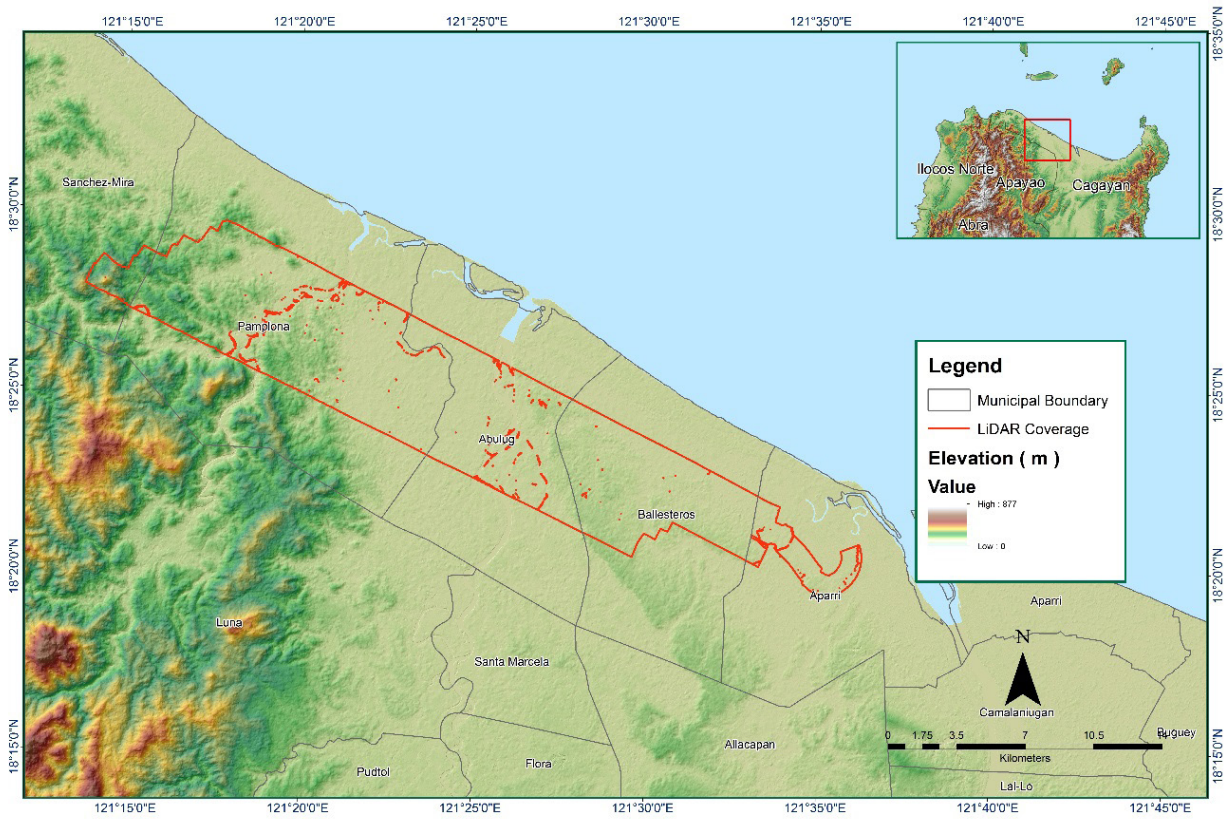 121°15'0"E 121°20'0"E 121°25'0"E 121°30'0"E 121°35'0"E 121°40'0"E 121°45'0"E
18°35'0"N
Sanchez-Mira
18°30'0"N
18°30'0"N
Ilocos Norte
Apayao
Cagayan
Abra
Pamplona
18°25'0"N
18°25'0"N
Abulug
Ballesteros
Legend
Municipal Boundary
LiDAR Coverage
Elevation ( m )
Value
High : 877
Low : 0
18°20'0"N
18°20'0"N
Aparri
Aparri
Luna
Santa Marcela
N
Camalaniugan
Buguey
0 1.75 3.5 7 10.5 14
Kilometers
Allacapan
18°15'0"N
18°15'0"N
Pudtol
Flora
Lal-Lo
121°15'0"E 121°20'0"E 121°25'0"E 121°30'0"E 121°35'0"E 121°40'0"E 121°45'0"E